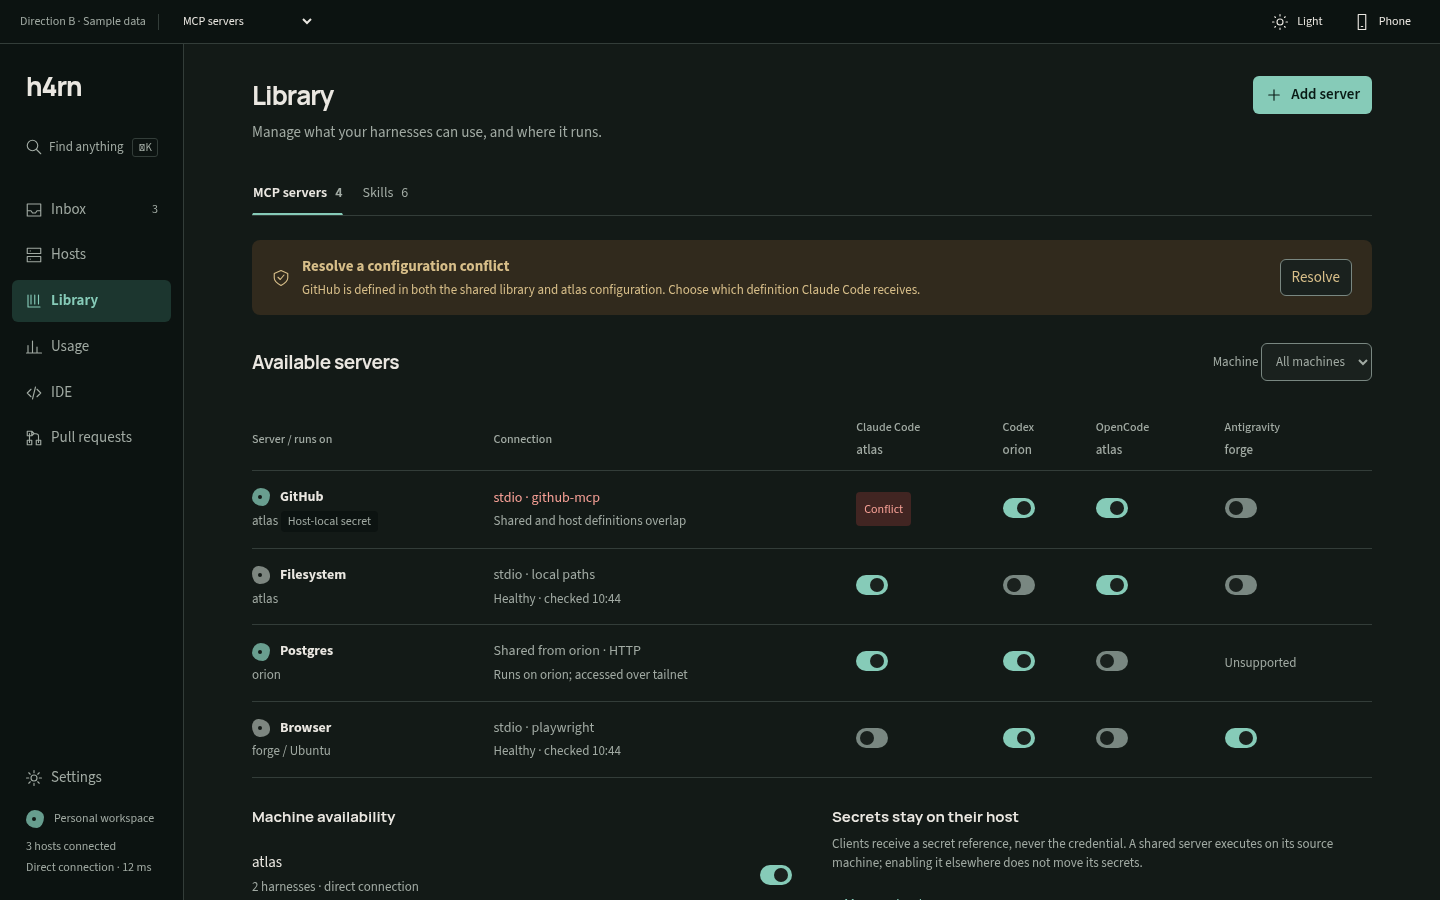 Direction B · Sample data
MCP servers
Light
Phone
h4rn
Find anything
K
Inbox 3
Hosts
Library
Usage
IDE
Pull requests
Settings
Personal workspace
3 hosts connected
Direct connection · 12 ms
Library
Manage what your harnesses can use, and where it runs.
Add server
MCP servers 4
Skills 6
Resolve a configuration conflict
GitHub is defined in both the shared library and atlas configuration. Choose which definition Claude Code receives.
Resolve
Available servers
Machine All machines
Server / runs on
Connection
Claude Code
atlas
Codex
orion
OpenCode
atlas
Antigravity
forge
GitHub
atlas Host-local secret
stdio · github-mcp
Shared and host definitions overlap
Conflict
Filesystem
atlas
stdio · local paths
Healthy · checked 10:44
Postgres
orion
Shared from orion · HTTP
Runs on orion; accessed over tailnet
Unsupported
Browser
forge / Ubuntu
stdio · playwright
Healthy · checked 10:44
Machine availability
atlas
2 harnesses · direct connection
Secrets stay on their host
Clients receive a secret reference, never the credential. A shared server executes on its source
machine; enabling it elsewhere does not move its secrets.